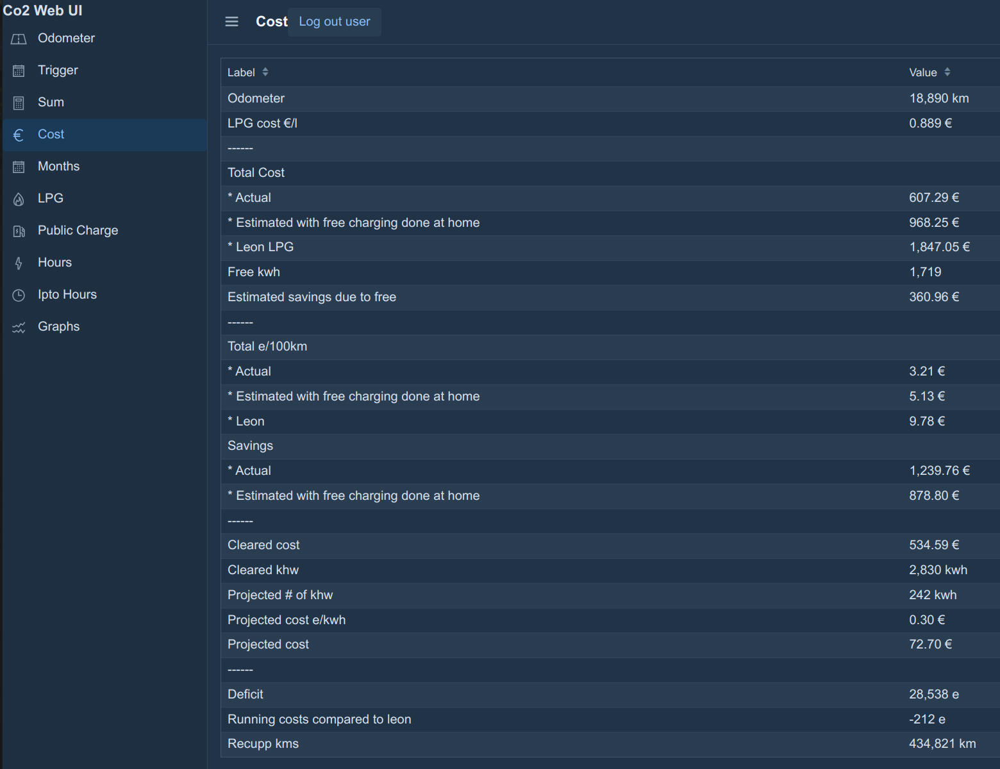 Co2 Web UI
Odometer
Trigger
Sum
Cost
Months
LPG
Public Charge
Hours
Ipto Hours
Graphs
Cost Log out user
Label Value
Odometer 18,890 km
LPG cost €/l 0.889 €
------
Total Cost
* Actual 607.29 €
* Estimated with free charging done at home 968.25 €
* Leon LPG 1,847.05 €
Free kwh 1,719
Estimated savings due to free 360.96 €
------
Total e/100km
* Actual 3.21 €
* Estimated with free charging done at home 5.13 €
* Leon 9.78 €
Savings
* Actual 1,239.76 €
* Estimated with free charging done at home 878.80 €
------
Cleared cost 534.59 €
Cleared khw 2,830 kwh
Projected # of khw 242 kwh
Projected cost e/kwh 0.30 €
Projected cost 72.70 €
------
Deficit 28,538 e
Running costs compared to leon -212 e
Recupp kms 434,821 km